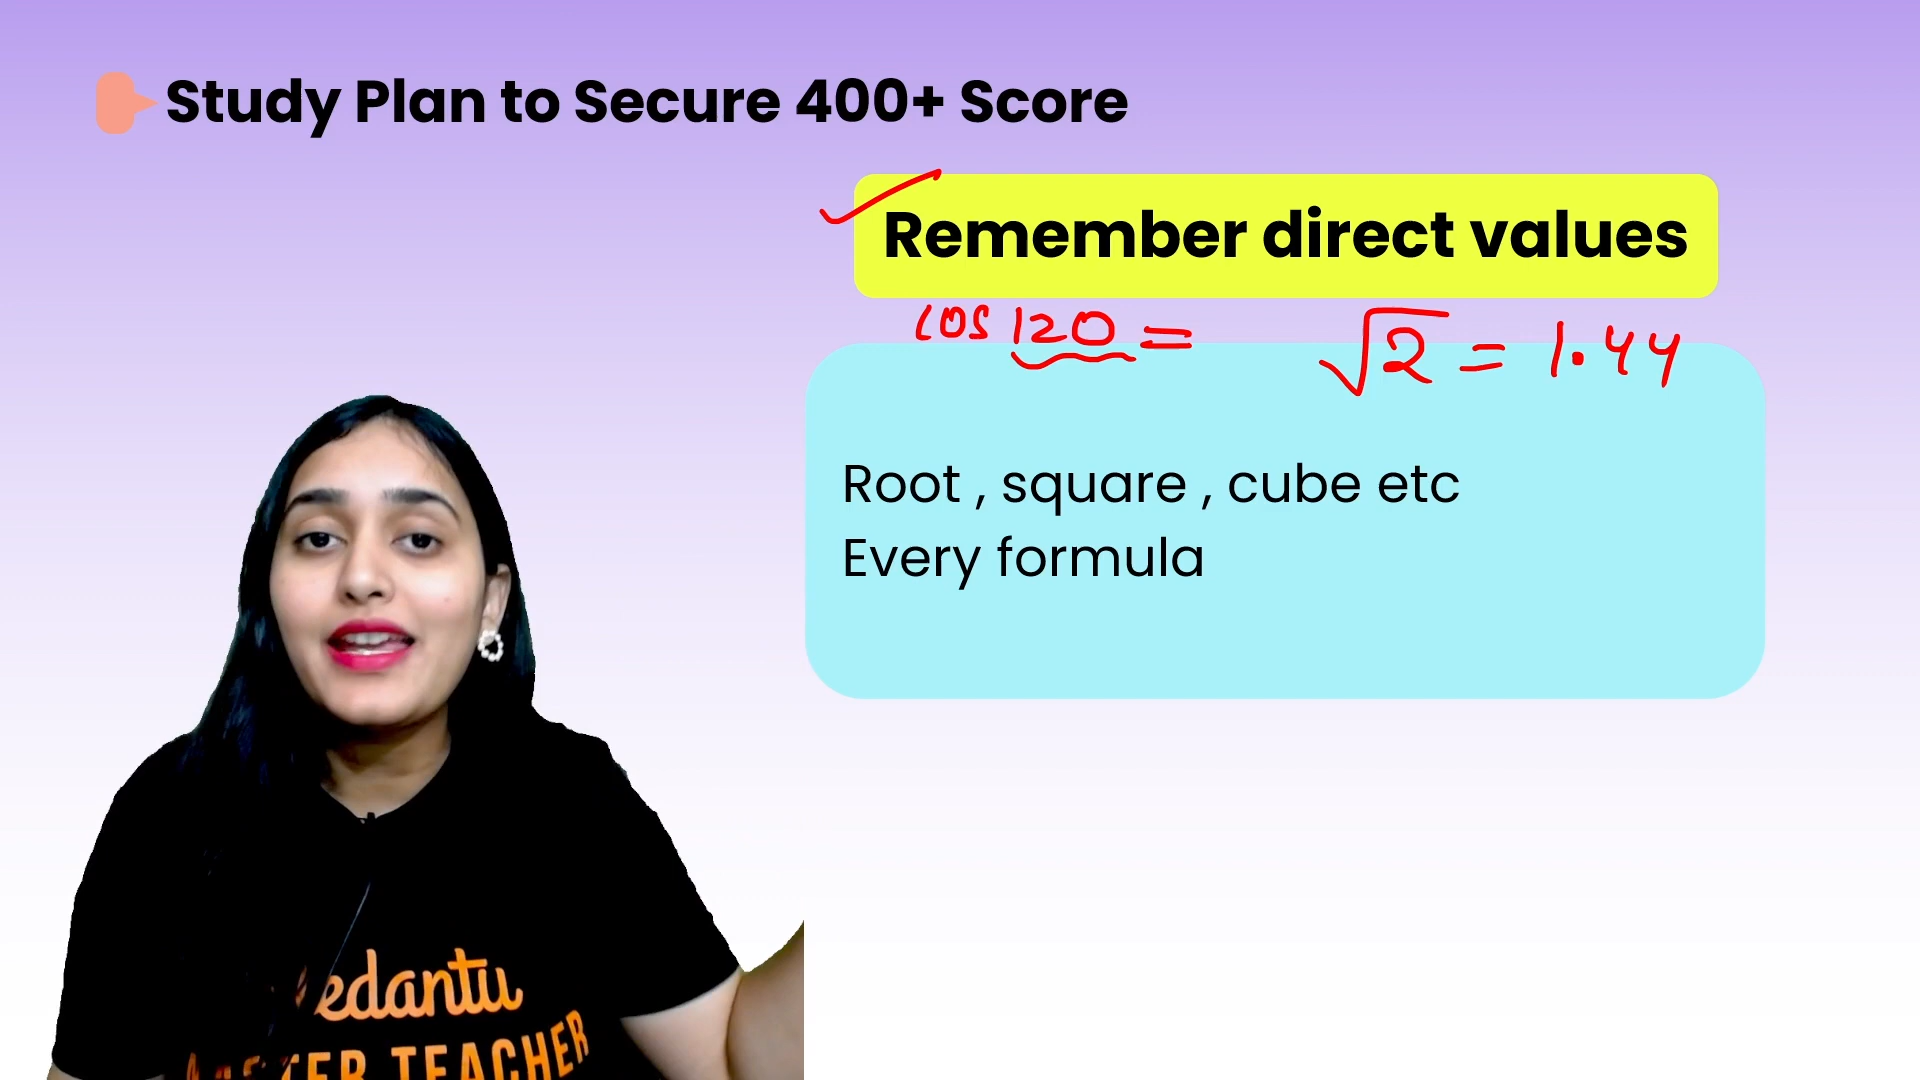 Study Plan to Secure 400+ Score
Remember direct values
cos 120 =
√2 = 1.44
Root , square , cube etc
Every formula
edantu
TEACHER